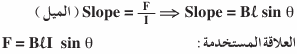 (الميل) Slope = F/I ⟹ Slope = Bℓ sin θ
العلاقة المستخدمة : F = BℓI sin θ